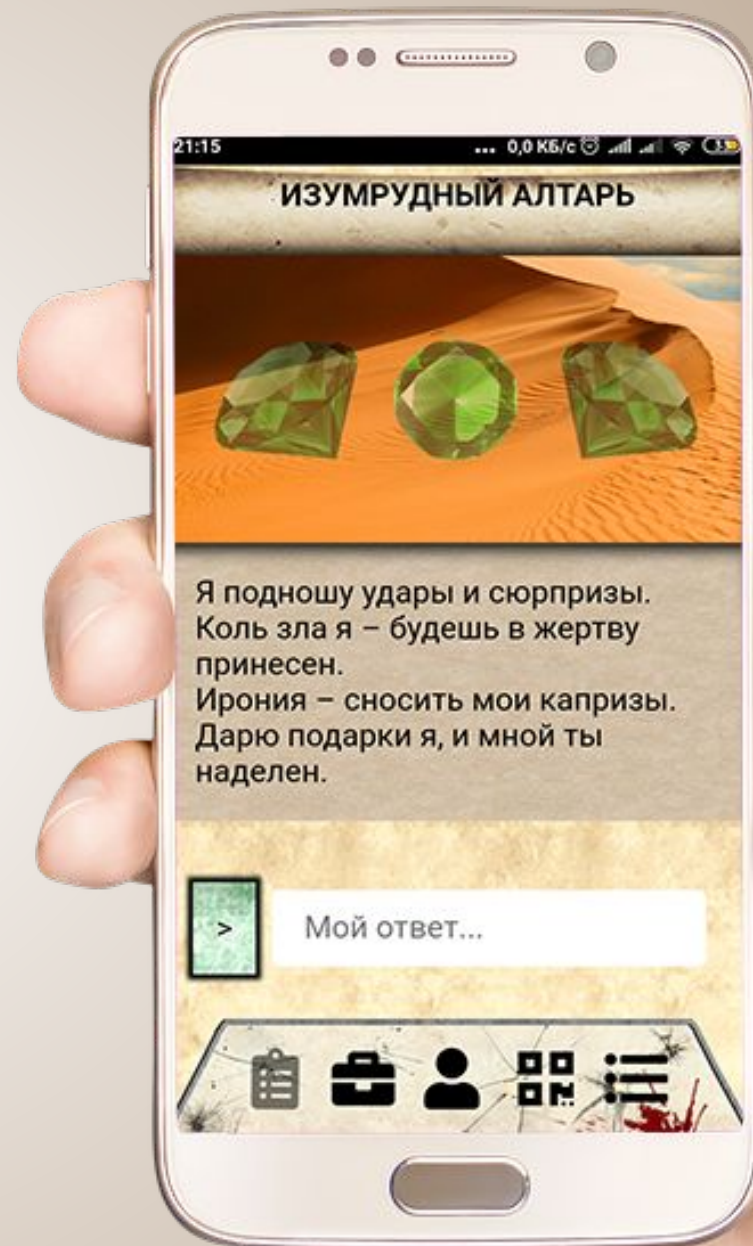 21:15 ... 0,0 КБ/с 33
ИЗУМРУДНЫЙ АЛТАРЬ
Я подношу удары и сюрпризы.
Коль зла я – будешь в жертву
принесен.
Ирония – сносить мои капризы.
Дарю подарки я, и мной ты
наделен.
>
Мой ответ...